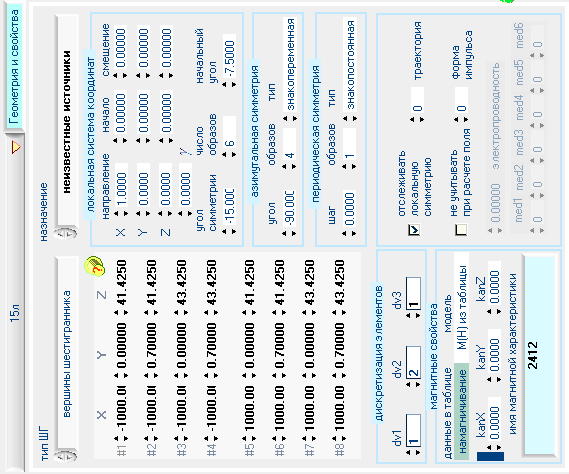 Геометрия и свойства
15л
тип ШГ
назначение
вершины шестигранника
неизвестные источники
X Y Z
#1 -1000.0( 0.00000 41.4250
#2 -1000.0( 0.70000 41.4250
#3 -1000.0( 0.00000 43.4250
#4 -1000.0( 0.70000 43.4250
#5 1000.00 0.00000 41.4250
#6 1000.00 0.70000 41.4250
#7 1000.00 0.00000 43.4250
#8 1000.00 0.70000 43.4250
локальная система координат
направление начало смещение
X 1.0000 0.00000 0.00000
Y 0.0000 0.00000 0.00000
Z 0.0000 0.00000 0.00000
0.0000 γ
угол симметрии число образов начальный угол
-15.000 6 -7.5000
азимутальная симметрия
угол образов тип
-90.000 4 знакопеременная
периодическая симметрия
шаг образов тип
0.0000 1 знакопостоянная
дискретизация элементов
dv1 dv2 dv3
1 2 1
отслеживать локальную симметрию
0 траектория
не учитывать при расчете поля
0 форма импульса
магнитные свойства
данные в таблице модель
намагничивание M(H) из таблицы
kanX kanY kanZ
0.0000 0.0000 0.0000
имя магнитной характеристики
2412
0.00000 электропроводность
med1 med2 med3 med4 med5 med6
0 0 0 0 0 0